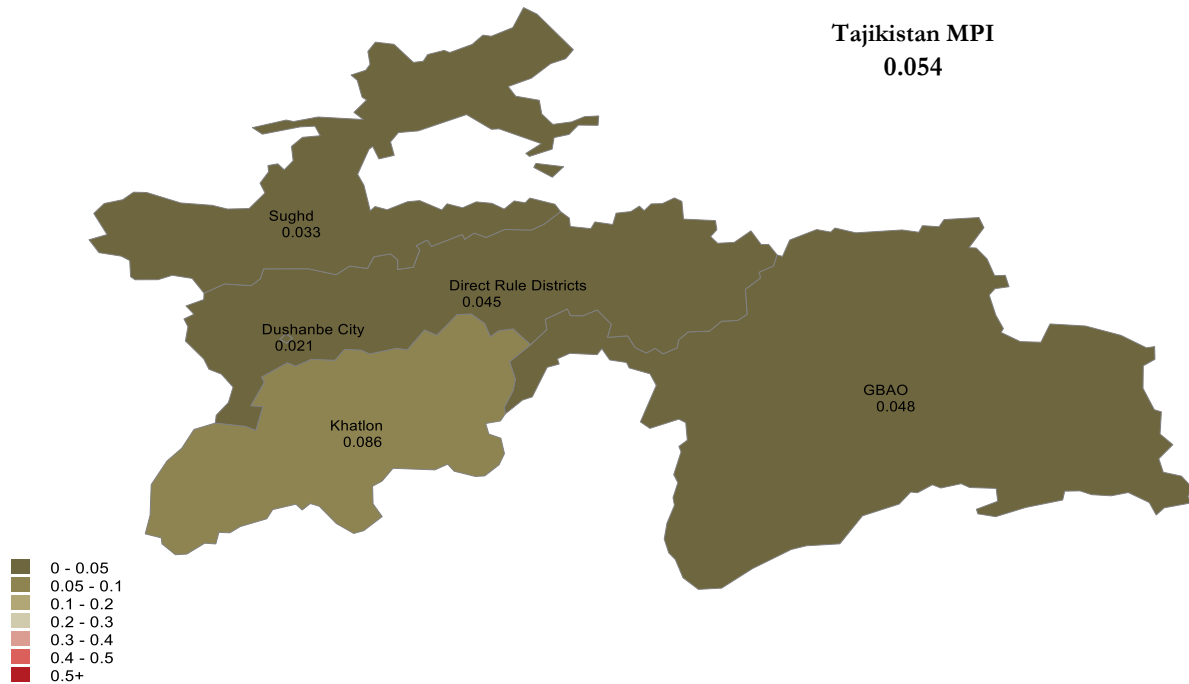 Tajikistan MPI
0.054
Sughd
0.033
Direct Rule Districts
0.045
Dushanbe City
0.021
GBAO
0.048
Khatlon
0.086
0 - 0.05
0.05 - 0.1
0.1 - 0.2
0.2 - 0.3
0.3 - 0.4
0.4 - 0.5
0.5+